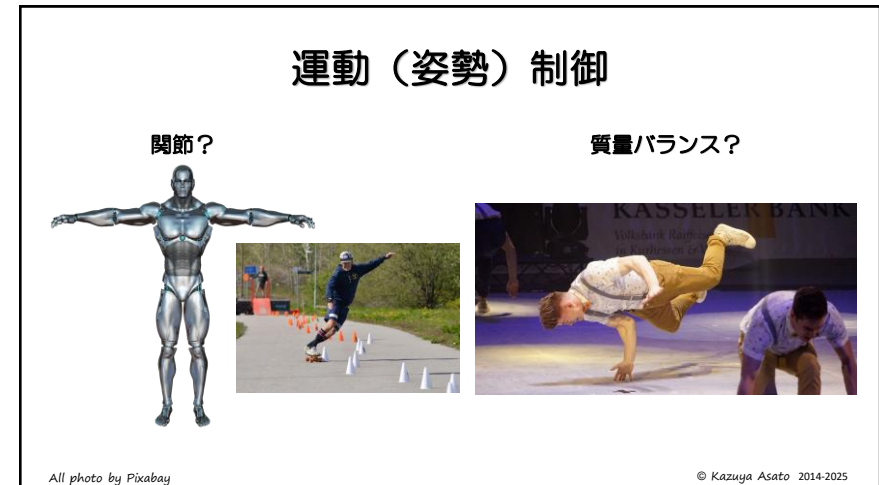 運動（姿勢）制御
関節？
質量バランス？
KASSELER BANK
All photo by Pixabay
© Kazuya Asato 2014-2025